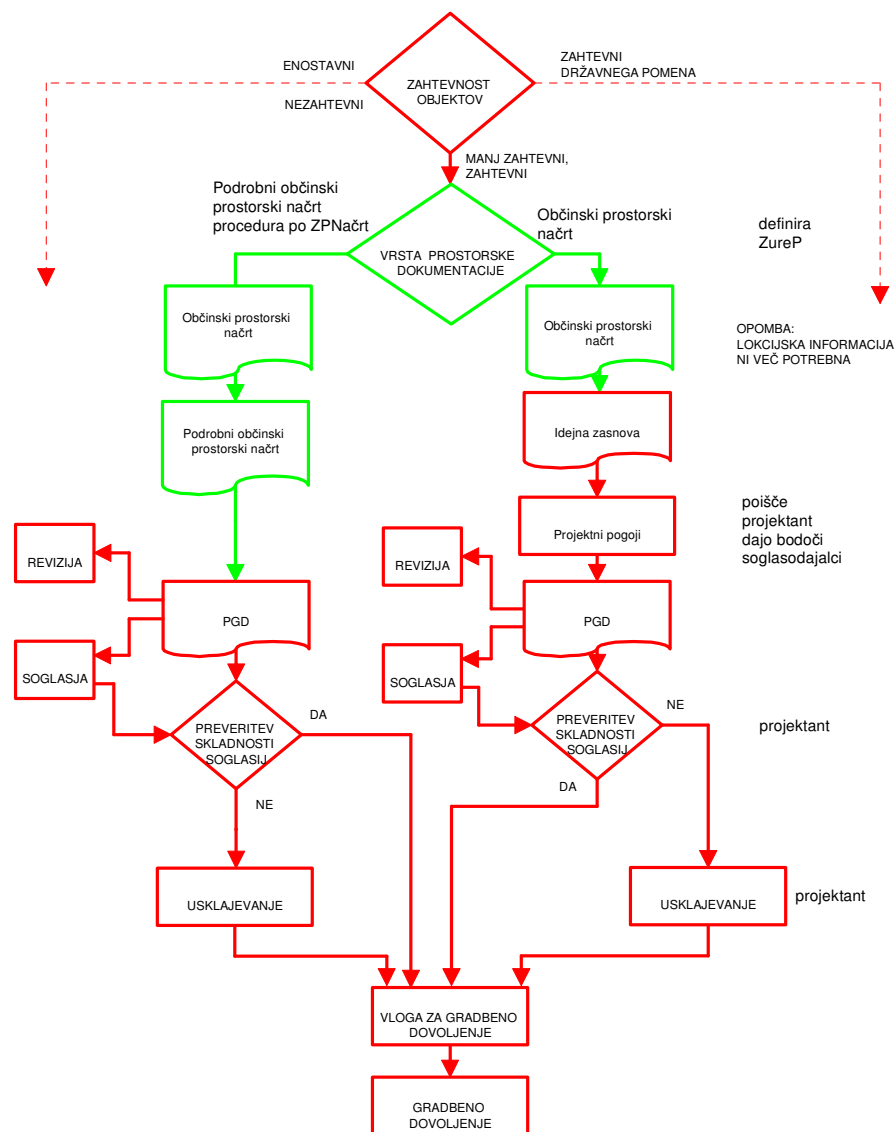 ENOSTAVNI
NEZAHTEVNI
ZAHTEVNOST
OBJEKTOV
ZAHTEVNI
DRŽAVNEGA POMENA
MANJ ZAHTEVNI,
ZAHTEVNI
Podrobni občinski
prostorski načrt
procedura po ZPNačrt
Občinski prostorski
načrt
definira
ZureP
VRSTA PROSTORSKE
DOKUMENTACIJE
Občinski prostorski
načrt
Občinski prostorski
načrt
OPOMBA:
LOKCIJSKA INFORMACIJA
NI VEČ POTREBNA
Podrobni občinski
prostorski načrt
Idejna zasnova
Projektni pogoji
poišče
projektant
dajo bodoči
soglasodajalci
REVIZIJA
REVIZIJA
PGD
PGD
SOGLASJA
SOGLASJA
PREVERITEV
SKLADNOSTI
SOGLASIJ
DA
NE
PREVERITEV
SKLADNOSTI
SOGLASIJ
NE
DA
projektant
USKLAJEVANJE
USKLAJEVANJE
projektant
VLOGA ZA GRADBENO
DOVOLJENJE
GRADBENO
DOVOLJENJE